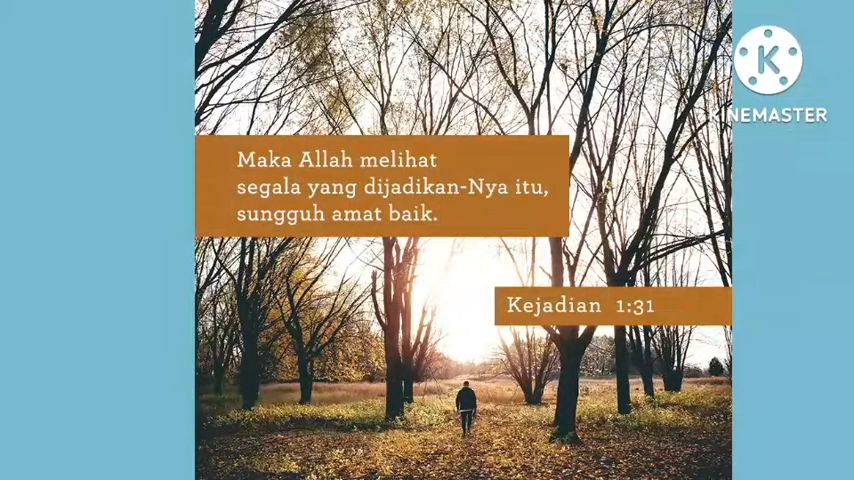 K
KINEMASTER
Maka Allah melihat
segala yang dijadikan-Nya itu,
sungguh amat baik.
Kejadian 1:31